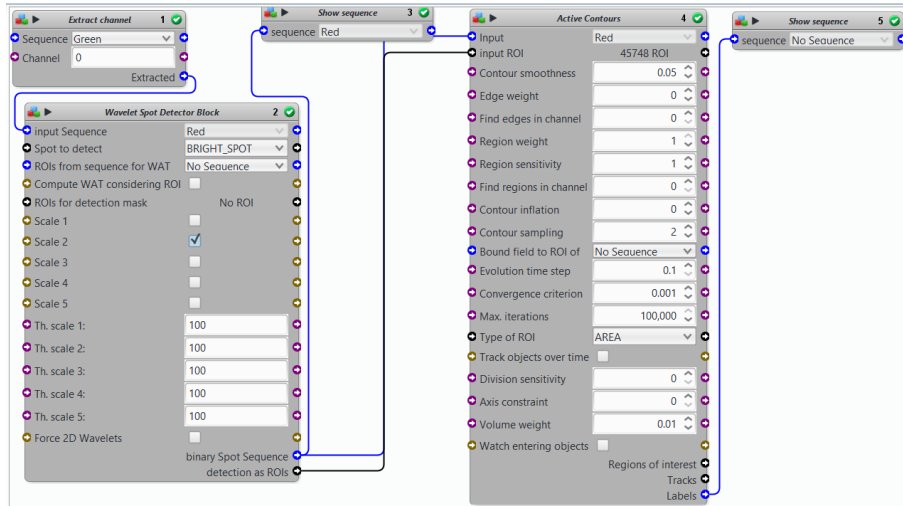 Extract channel 1
Sequence Green
Channel 0
Extracted
Wavelet Spot Detector Block 2
input Sequence Red
Spot to detect BRIGHT_SPOT
ROIs from sequence for WAT No Sequence
Compute WAT considering ROI
ROIs for detection mask No ROI
Scale 1
Scale 2
Scale 3
Scale 4
Scale 5
Th. scale 1: 100
Th. scale 2: 100
Th. scale 3: 100
Th. scale 4: 100
Th. scale 5: 100
Force 2D Wavelets
binary Spot Sequence
detection as ROIs
Show sequence 3
sequence Red
Active Contours 4
Input Red
input ROI 45748 ROI
Contour smoothness 0.05
Edge weight 0
Find edges in channel 0
Region weight 1
Region sensitivity 1
Find regions in channel 0
Contour inflation 0
Contour sampling 2
Bound field to ROI of No Sequence
Evolution time step 0.1
Convergence criterion 0.001
Max. iterations 100,000
Type of ROI AREA
Track objects over time
Division sensitivity 0
Axis constraint 0
Volume weight 0.01
Watch entering objects
Regions of interest
Tracks
Labels
Show sequence 5
sequence No Sequence